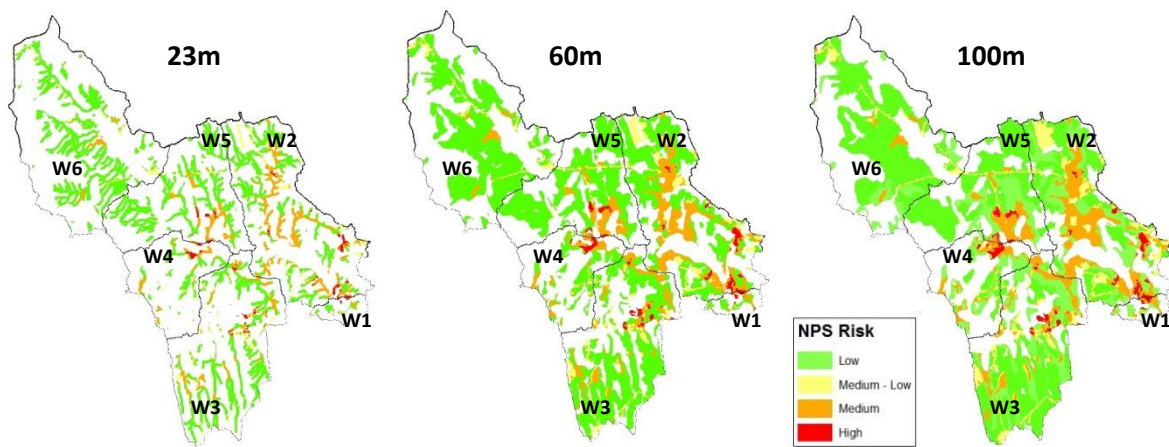 23m
W5
W2
W6
W4
W1
W3
60m
W5
W2
W6
W4
W1
W3
100m
W5
W2
W6
W4
W1
W3
NPS Risk
Low
Medium - Low
Medium
High